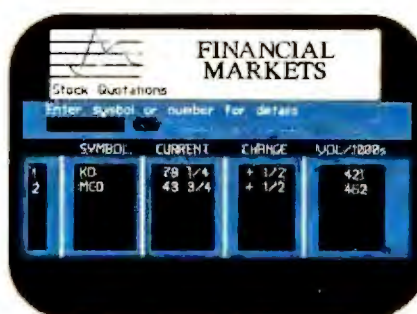 FINANCIAL
MARKETS
Stock Quotations
Enter symbol or number for details
SYMBOL CURRENT CHANGE VOL/1000s
1 KO 79 1/4 + 1/2 421
2 MCD 43 3/4 + 1/2 462